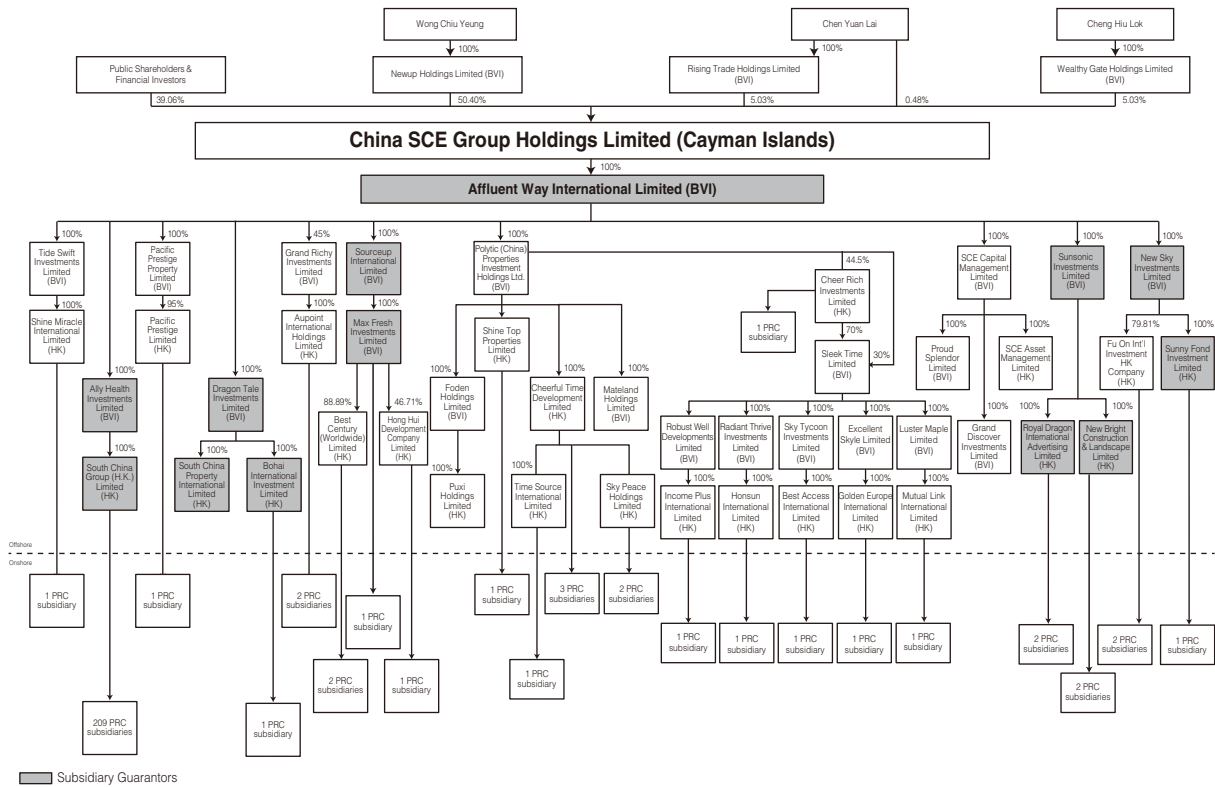 Wong Chiu Yeung
Chen Yuan Lai
Cheng Hiu Lok
100%
100%
100%
Public Shareholders &
Financial Investors
Newup Holdings Limited (BVI)
Rising Trade Holdings Limited
(BVI)
Wealthy Gate Holdings Limited
(BVI)
39.06%
50.40%
5.03%
0.48%
5.03%
China SCE Group Holdings Limited (Cayman Islands)
100%
Affluent Way International Limited (BVI)
100%
Tide Swift
Investments
Limited
(BVI)
100%
Shine Miracle
International
Limited
(HK)
1 PRC
subsidiary
100%
Ally Health
Investments
Limited
(BVI)
100%
South China
Group (H.K.)
Limited
(HK)
209 PRC
subsidiaries
100%
Pacific
Prestige
Property
Limited
(BVI)
95%
Pacific
Prestige
Limited
(HK)
1 PRC
subsidiary
100%
Dragon Tale
Investments
Limited
(BVI)
100%
South China
Property
International
Limited
(HK)
100%
Bohai
International
Investment
Limited
(HK)
1 PRC
subsidiary
45%
Grand Richy
Investments
Limited
(BVI)
100%
Aupoint
International
Holdings
Limited
(HK)
2 PRC
subsidiaries
100%
Sourceup
International
Limited
(BVI)
100%
Max Fresh
Investments
Limited
(BVI)
88.89%
Best
Century
(Worldwide)
Limited
(HK)
2 PRC
subsidiaries
1 PRC
subsidiary
46.71%
Hong Hui
Development
Company
Limited
(HK)
1 PRC
subsidiary
100%
Polytic (China)
Properties
Investment
Holdings Ltd.
(BVI)
100%
Foden
Holdings
Limited
(BVI)
100%
Puxi
Holdings
Limited
(HK)
100%
Shine Top
Properties
Limited
(HK)
1 PRC
subsidiary
100%
Cheerful Time
Development
Limited
(HK)
100%
Time Source
International
Limited
(HK)
1 PRC
subsidiary
3 PRC
subsidiaries
100%
Sky Peace
Holdings
Limited
(HK)
2 PRC
subsidiaries
100%
Mateland
Holdings
Limited
(BVI)
44.5%
Cheer Rich
Investments
Limited
(HK)
1 PRC
subsidiary
70%
30%
Sleek Time
Limited
(BVI)
100%
Robust Well
Developments
Limited
(BVI)
100%
Income Plus
International
Limited
(HK)
1 PRC
subsidiary
100%
Radiant Thrive
Investments
Limited
(BVI)
100%
Honsun
International
Limited
(HK)
1 PRC
subsidiary
100%
Sky Tycoon
Investments
Limited
(BVI)
100%
Best Access
International
Limited
(HK)
1 PRC
subsidiary
100%
Excellent
Skyle Limited
(BVI)
100%
Golden Europe
International
Limited
(HK)
1 PRC
subsidiary
100%
Luster Maple
Limited
(BVI)
100%
Mutual Link
International
Limited
(HK)
1 PRC
subsidiary
100%
SCE Capital
Management
Limited
(BVI)
100%
Proud
Splendor
Limited
(BVI)
100%
Grand
Discover
Investments
Limited
(BVI)
100%
SCE Asset
Management
Limited
(HK)
100%
Sunsonic
Investments
Limited
(BVI)
100%
Royal Dragon
International
Advertising
Limited (HK)
2 PRC
subsidiaries
100%
New Bright
Construction
& Landscape
Limited
(HK)
2 PRC
subsidiaries
100%
New Sky
Investments
Limited
(BVI)
79.81%
Fu On Int'l
Investment
HK
Company
(HK)
2 PRC
subsidiaries
100%
Sunny Fond
Investment
Limited
(HK)
1 PRC
subsidiary
Offshore
Onshore
Subsidiary Guarantors